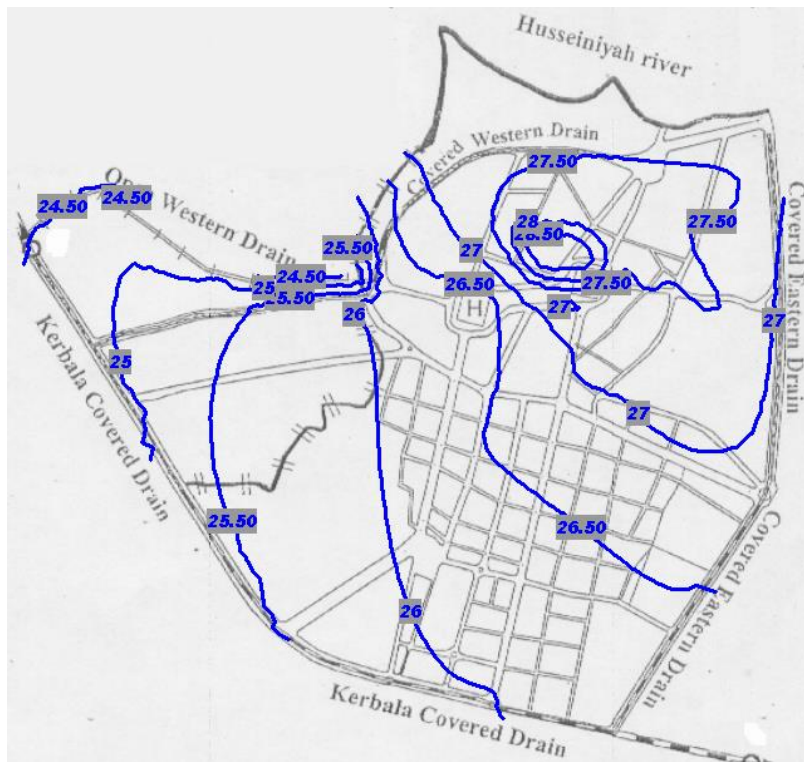 Husseiniyah river
Covered Western Drain
27.50
Open Western Drain
24.50
24.50
27.50
28
28.50
25.50
27
24.50
25
26.50
27.50
25.50
26
H
27
27
Covered Eastern Drain
25
27
Kerbala Covered Drain
25.50
26.50
Covered Eastern Drain
26
Kerbala Covered Drain